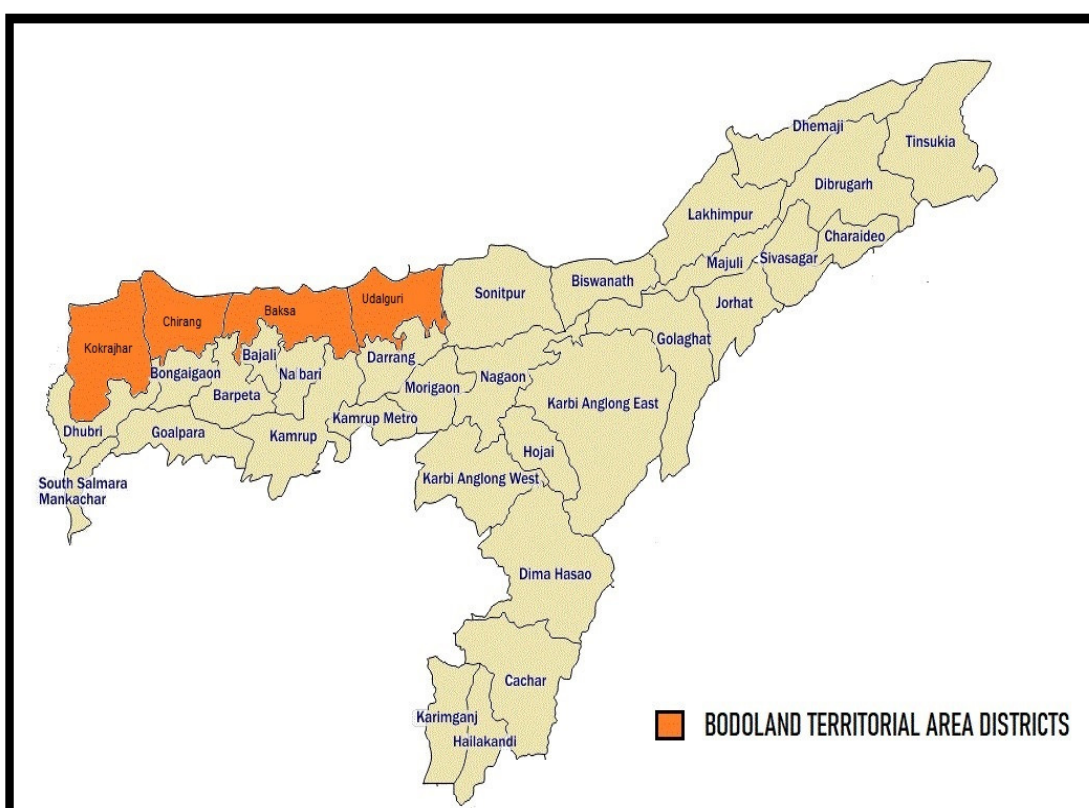 Dhemaji
Tinsukia
Dibrugarh
Lakhimpur
Charaideo
Majuli
Sivasagar
Biswanath
Sonitpur
Jorhat
Udalguri
Baksa
Chirang
Kokrajhar
Golaghat
Darrang
Bajali
Bongaigaon
Nalbari
Nagaon
Morigaon
Barpeta
Karbi Anglong East
Kamrup Metro
Dhubri
Goalpara
Kamrup
Hojai
Karbi Anglong West
South Salmara
Mankachar
Dima Hasao
Cachar
Karimganj
Hailakandi
BODOLAND TERRITORIAL AREA DISTRICTS